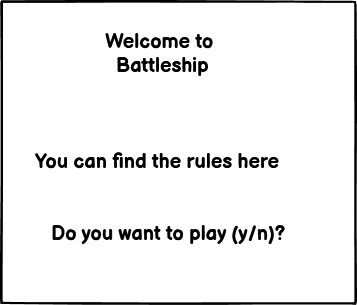 Welcome to
Battleship
You can find the rules here
Do you want to play (y/n)?